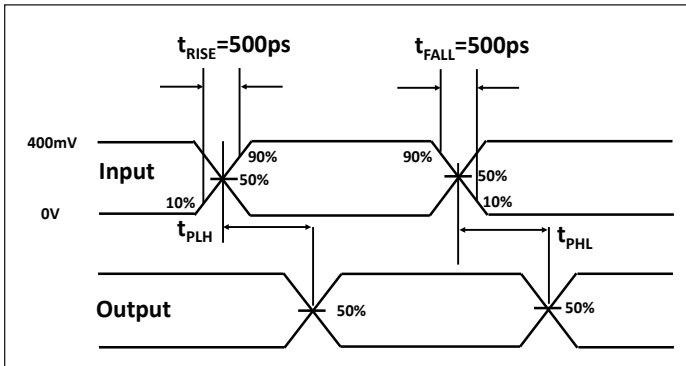 tRISE=500ps
tFALL=500ps
400mV
Input
90%
90%
50%
50%
10%
10%
0V
tPLH
tPHL
Output
50%
50%